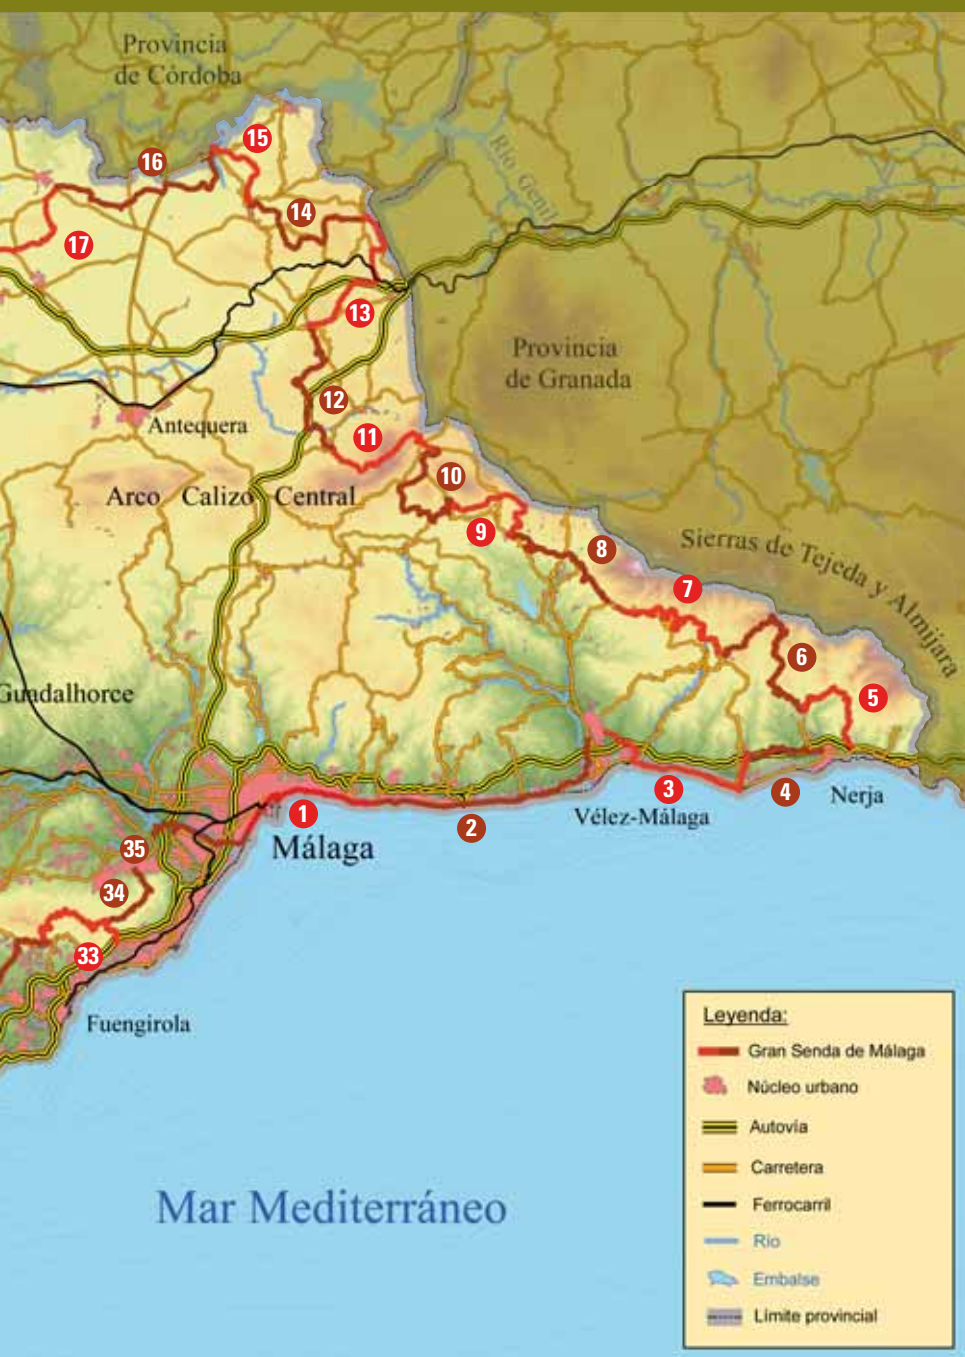 Provincia
de Córdoba
15
16
Río Genil
14
17
13
Provincia
de Granada
12
Antequera
11
10
Arco Calizo Central
9
8
Sierras de Tejeda y Almijara
7
6
Guadalhorce
5
3
4
Nerja
1
Vélez-Málaga
2
35
Málaga
34
33
Fuengirola
Leyenda:
Gran Senda de Málaga
Núcleo urbano
Autovía
Carretera
Ferrocarril
Río
Embalse
Límite provincial
Mar Mediterráneo